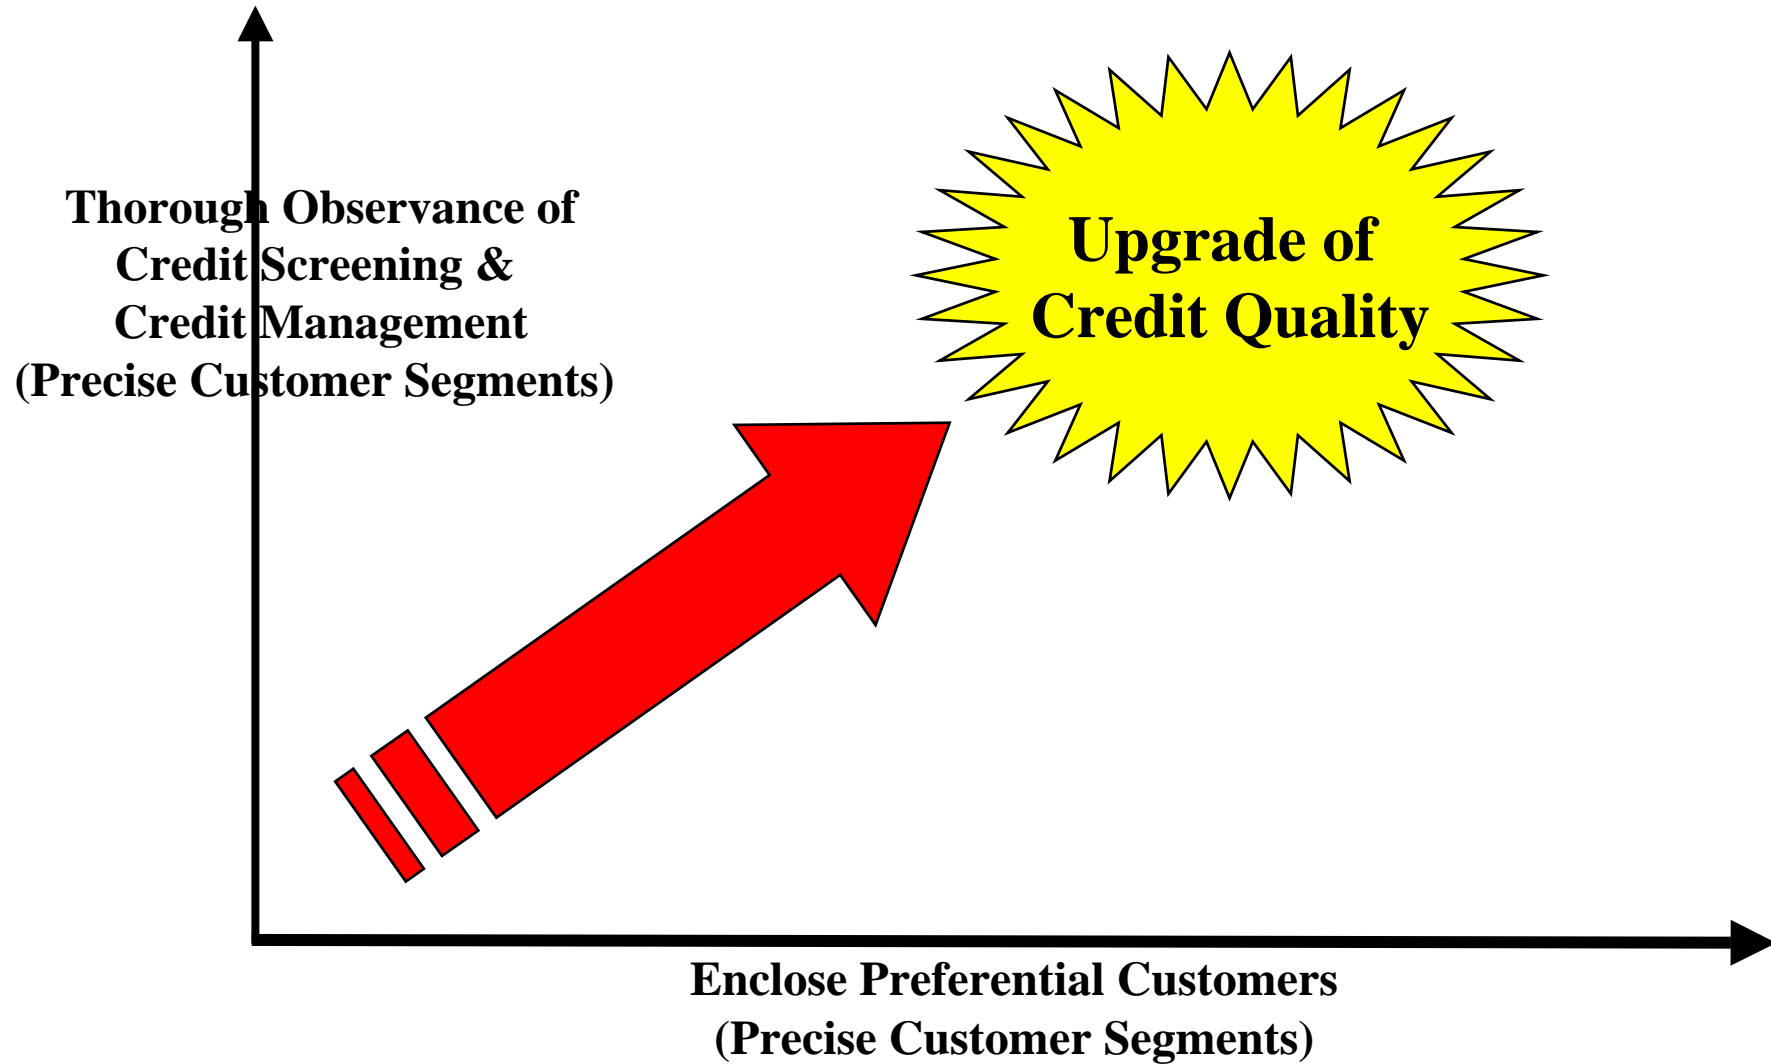 Thorough Observance of
Credit Screening &
Credit Management
(Precise Customer Segments)
Upgrade of
Credit Quality
Enclose Preferential Customers
(Precise Customer Segments)